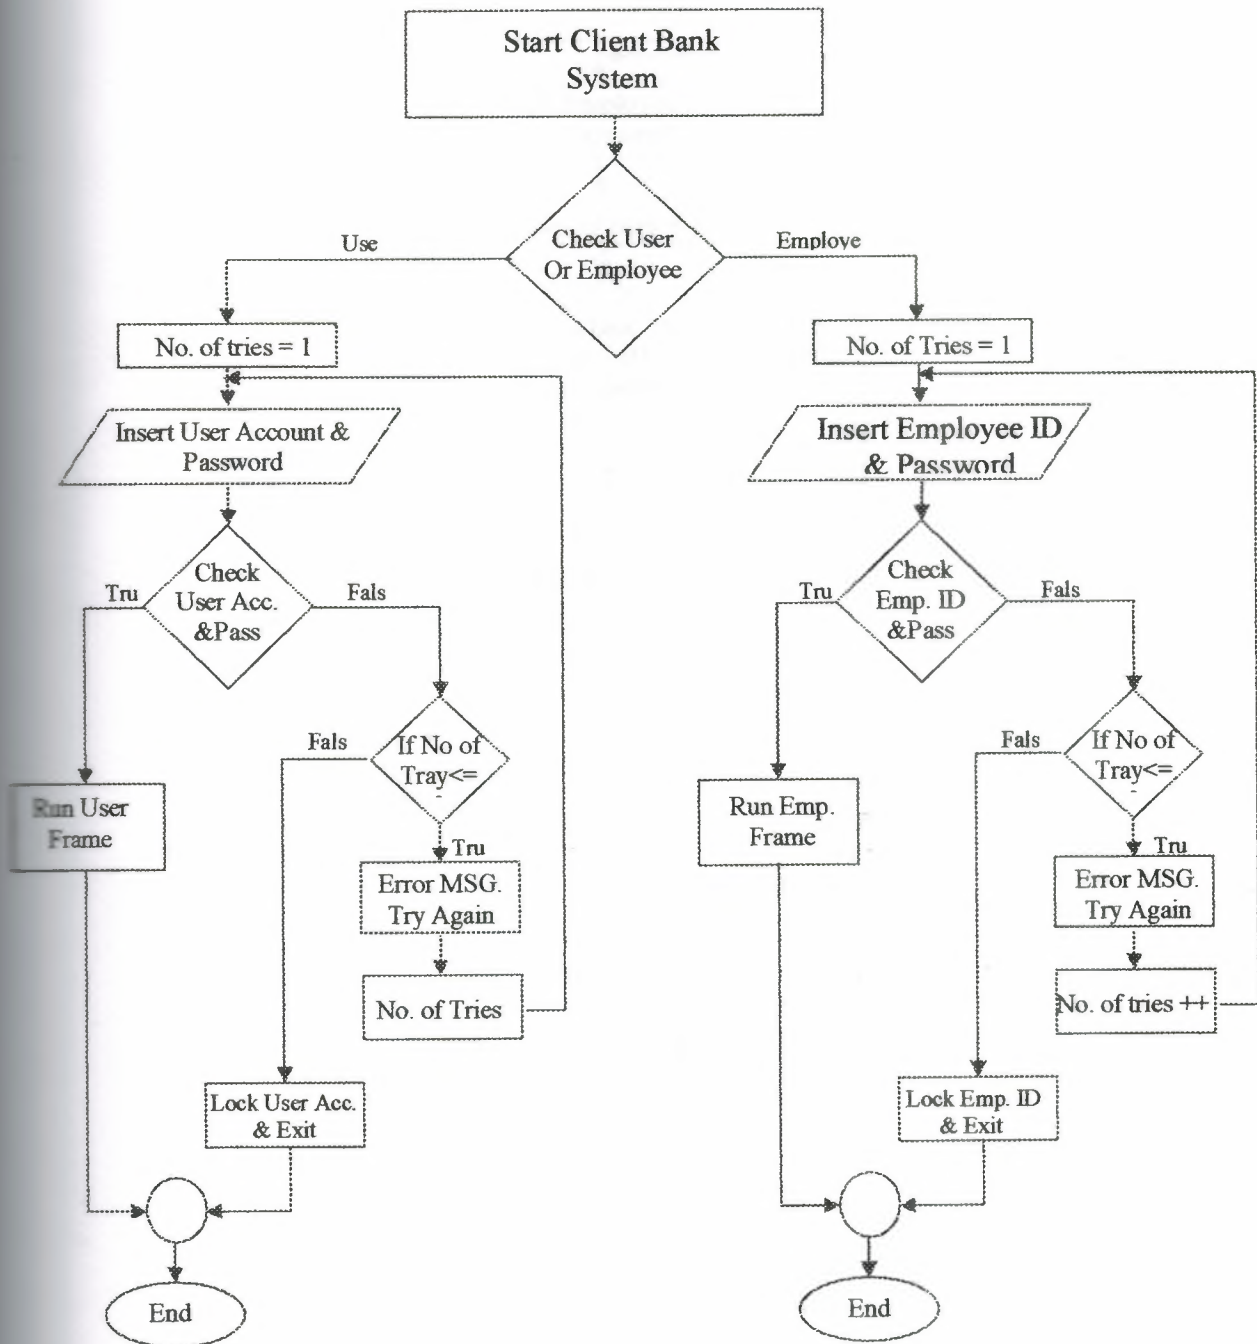 Start Client Bank
System
Check User
Or Employee
Use
Employe
No. of tries = 1
No. of Tries = 1
Insert User Account &
Password
Insert Employee ID
& Password
Check
User Acc.
&Pass
Tru
Fals
Check
Emp. ID
&Pass
Tru
Fals
If No of
Tray<=
Fals
Tru
If No of
Tray<=
Fals
Tru
Run User
Frame
Run Emp.
Frame
Error MSG.
Try Again
Error MSG.
Try Again
No. of Tries
No. of tries ++
Lock User Acc.
& Exit
Lock Emp. ID
& Exit
End
End